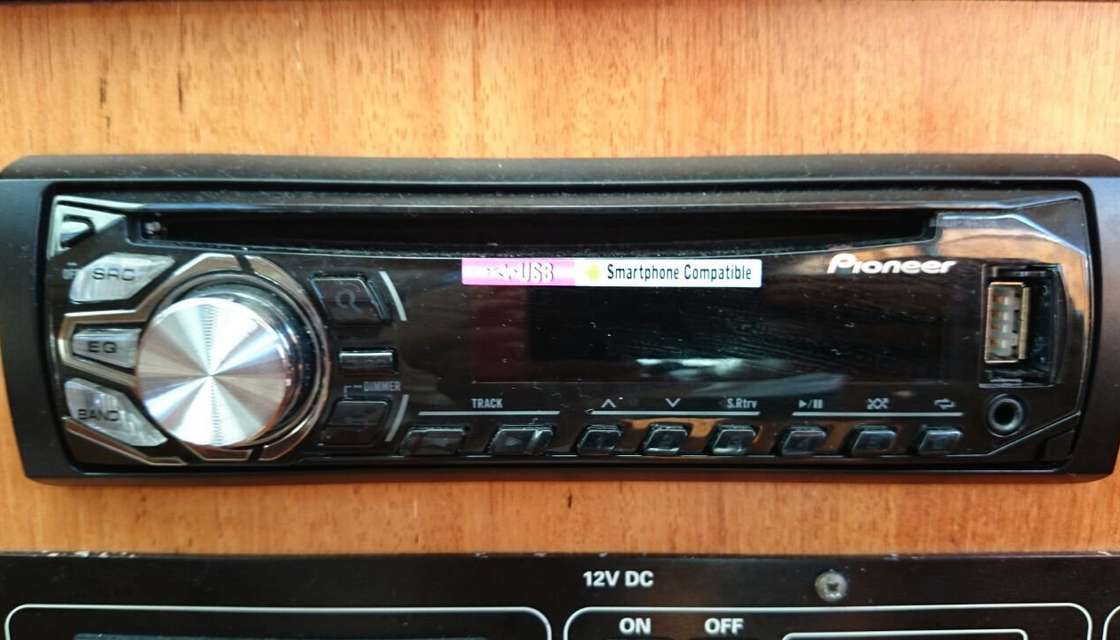 USB Smartphone Compatible
Pioneer
SRC
EQ
BAND
DIMMER
TRACK
S.Rtrv
12V DC
ON OFF